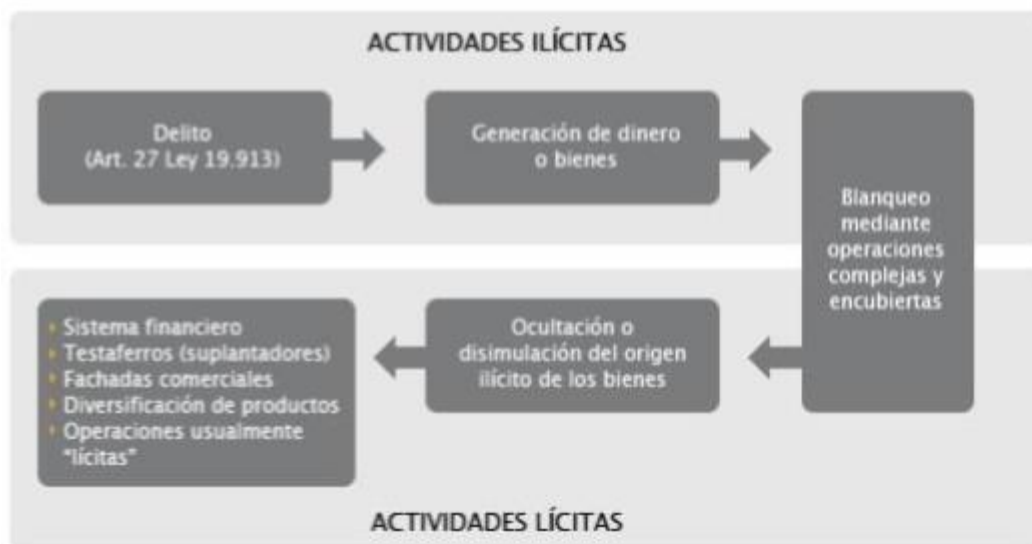 ACTIVIDADES ILÍCITAS
Delito
(Art. 27 Ley 19.913)
Generación de dinero
o bienes
Blanqueo
mediante
operaciones
complejas y
encubiertas
Ocultación o
disimulación del origen
ilícito de los bienes
Sistema financiero
Testaferros (suplantadores)
Fachadas comerciales
Diversificación de productos
Operaciones usualmente
"lícitas"
ACTIVIDADES LÍCITAS